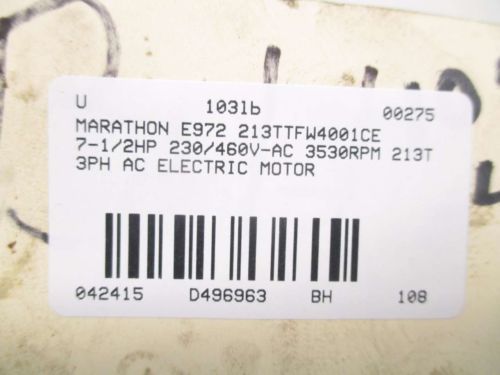 U 103lb 00275
MARATHON E972 213TTFW4001CE
7-1/2HP 230/460V-AC 3530RPM 213T
3PH AC ELECTRIC MOTOR
042415 D496963 BH 108